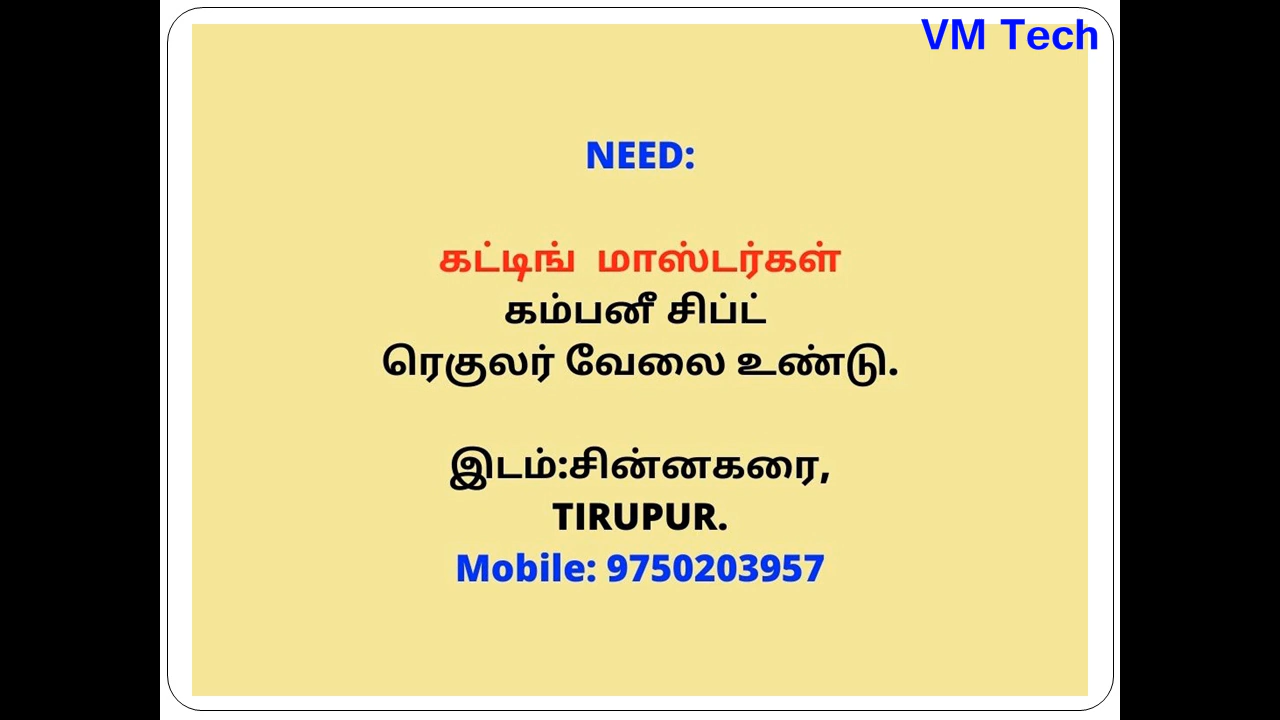 VM Tech
NEED:
கட்டிங் மாஸ்டர்கள்
கம்பனீ சிப்ட்
ரெகுலர் வேலை உண்டு.
இடம்:சின்னகரை,
TIRUPUR.
Mobile: 9750203957